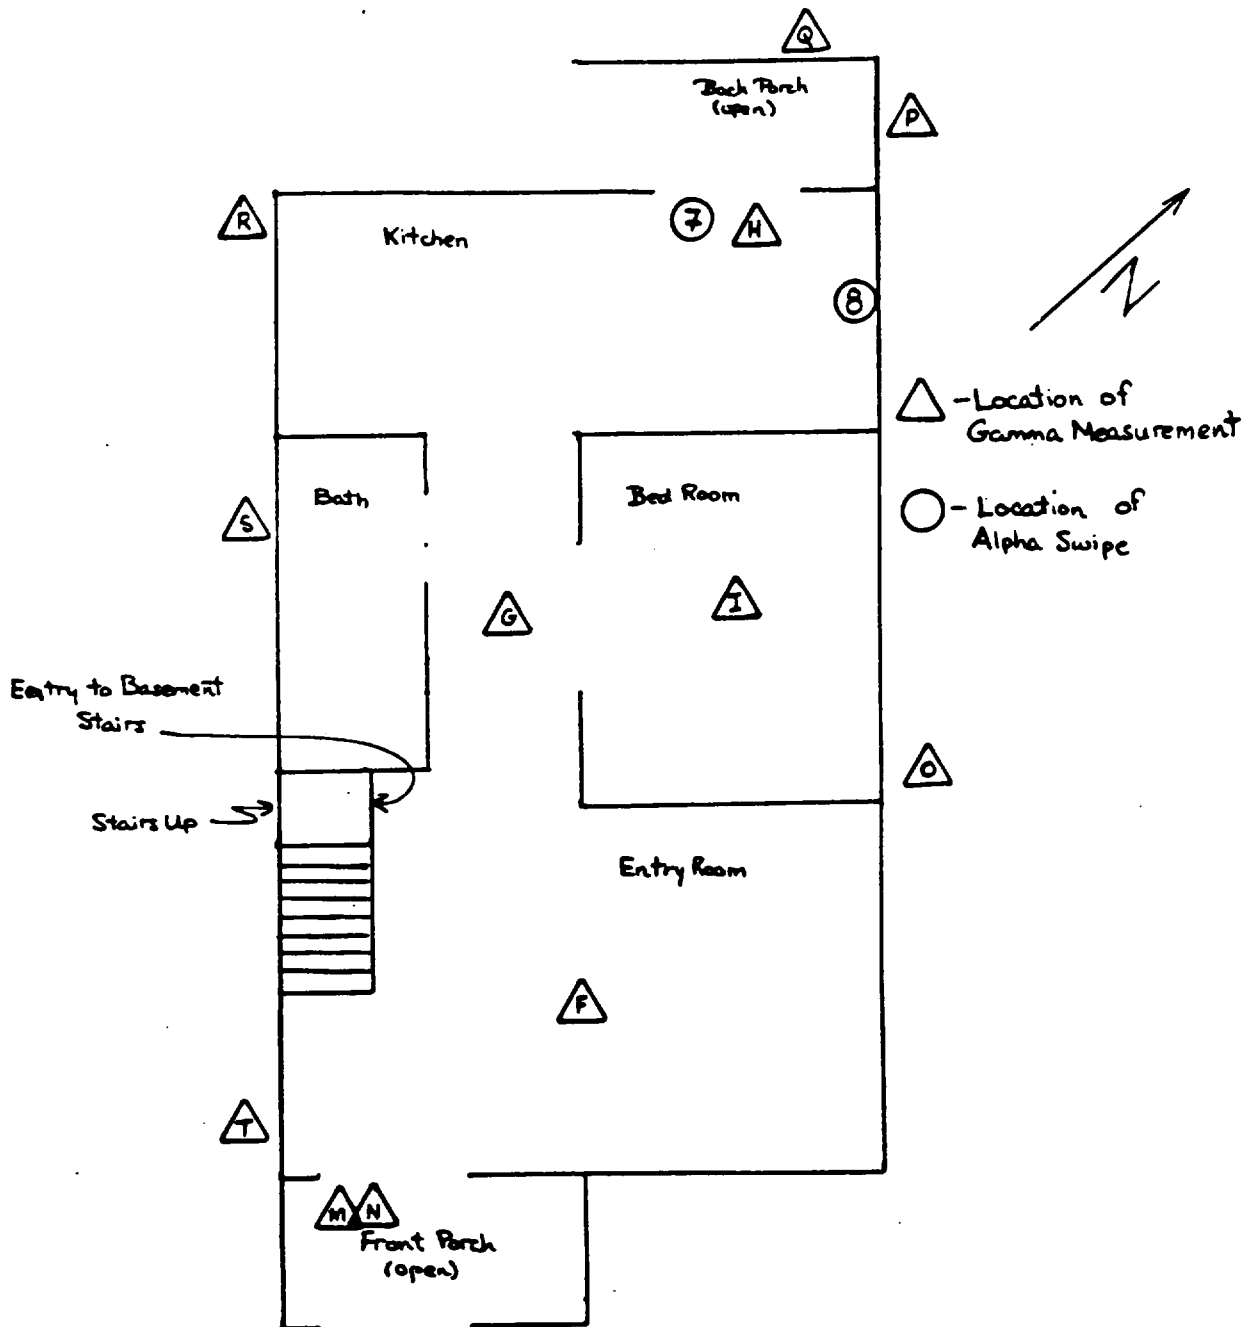 Q
Back Porch
(open)
P
R
Kitchen
7
H
8
N
-Location of
Gamma Measurement
S
Bath
Bed Room
- Location of
Alpha Swipe
G
I
Entry to Basement
Stairs
O
Stairs Up
Entry Room
F
T
M N
Front Porch
(open)